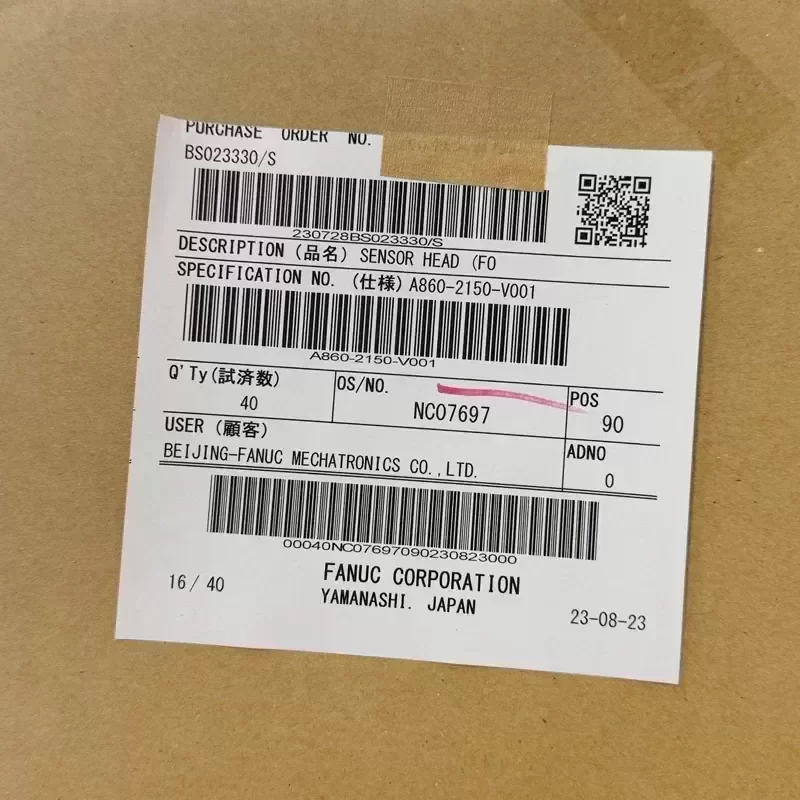 PURCHASE ORDER NO.
BS023330/S
230728BS023330/S
DESCRIPTION (品名) SENSOR HEAD (FO
SPECIFICATION NO. (仕様) A860-2150-V001
A860-2150-V001
Q'Ty(試済数) OS/NO. POS
40 NC07697 90
USER (顧客) ADNO
BEIJING-FANUC MECHATRONICS CO.,LTD. 0
00040NC07697090230823000
16/ 40 FANUC CORPORATION
YAMANASHI. JAPAN 23-08-23